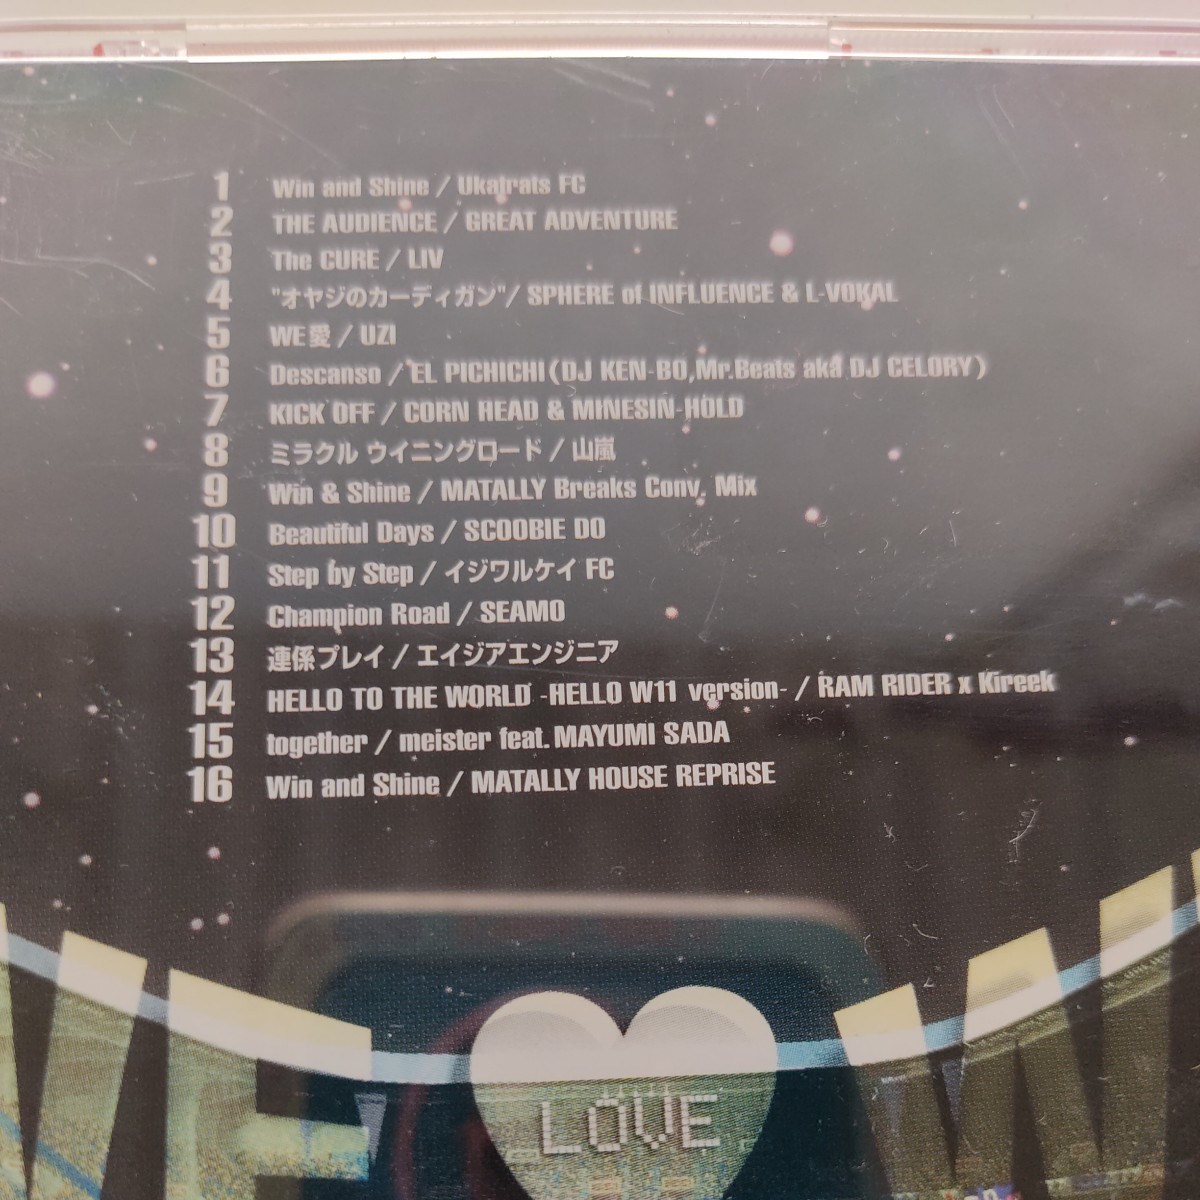 1 Win and Shine / Ukatrats FC
2 THE AUDIENCE / GREAT ADVENTURE
3 The CURE / LIV
4 "オヤジのカーディガン"/ SPHERE of INFLUENCE & L-VOKAL
5 WE愛 / UZI
6 Descanso / EL PICHICHI(DJ KEN-BO,Mr.Beats aka DJ CELORY)
7 KICK OFF / CORN HEAD & MINESIN-HOLD
8 ミラクル ウイニングロード / 山嵐
9 Win & Shine / MATALLY Breaks Conv. Mix
10 Beautiful Days / SCOOBIE DO
11 Step by Step / イジワルケイ FC
12 Champion Road / SEAMO
13 連係プレイ / エイジアエンジニア
14 HELLO TO THE WORLD -HELLO W11 version- / RAM RIDER x Kireek
15 together / meister feat. MAYUMI SADA
16 Win and Shine / MATALLY HOUSE REPRISE
LOVE